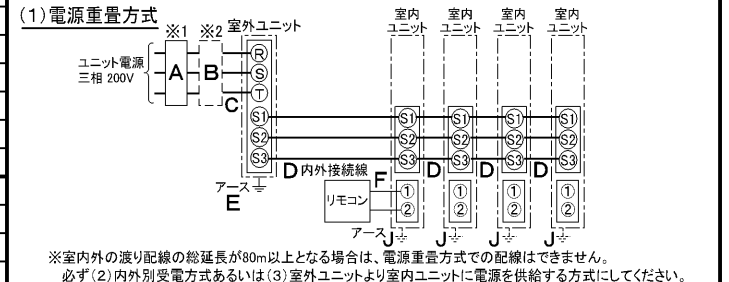 (1)電源重畳方式
※1 ※2 室外ユニット
室内ユニット 室内ユニット 室内ユニット 室内ユニット
ユニット電源
三相 200V
A B C
R
S
T
S1 S1 S1 S1 S1
S2 S2 S2 S2 S2
S3 S3 S3 S3 S3
D 内外接続線 F D D D
アース
E
リモコン
① ① ① ①
② ② ② ②
アース J J J J
※室内外の渡り配線の総延長が80m以上となる場合は、電源重畳方式での配線はできません。
必ず(2)内外別受電方式あるいは(3)室外ユニットより室内ユニットに電源を供給する方式にしてください。